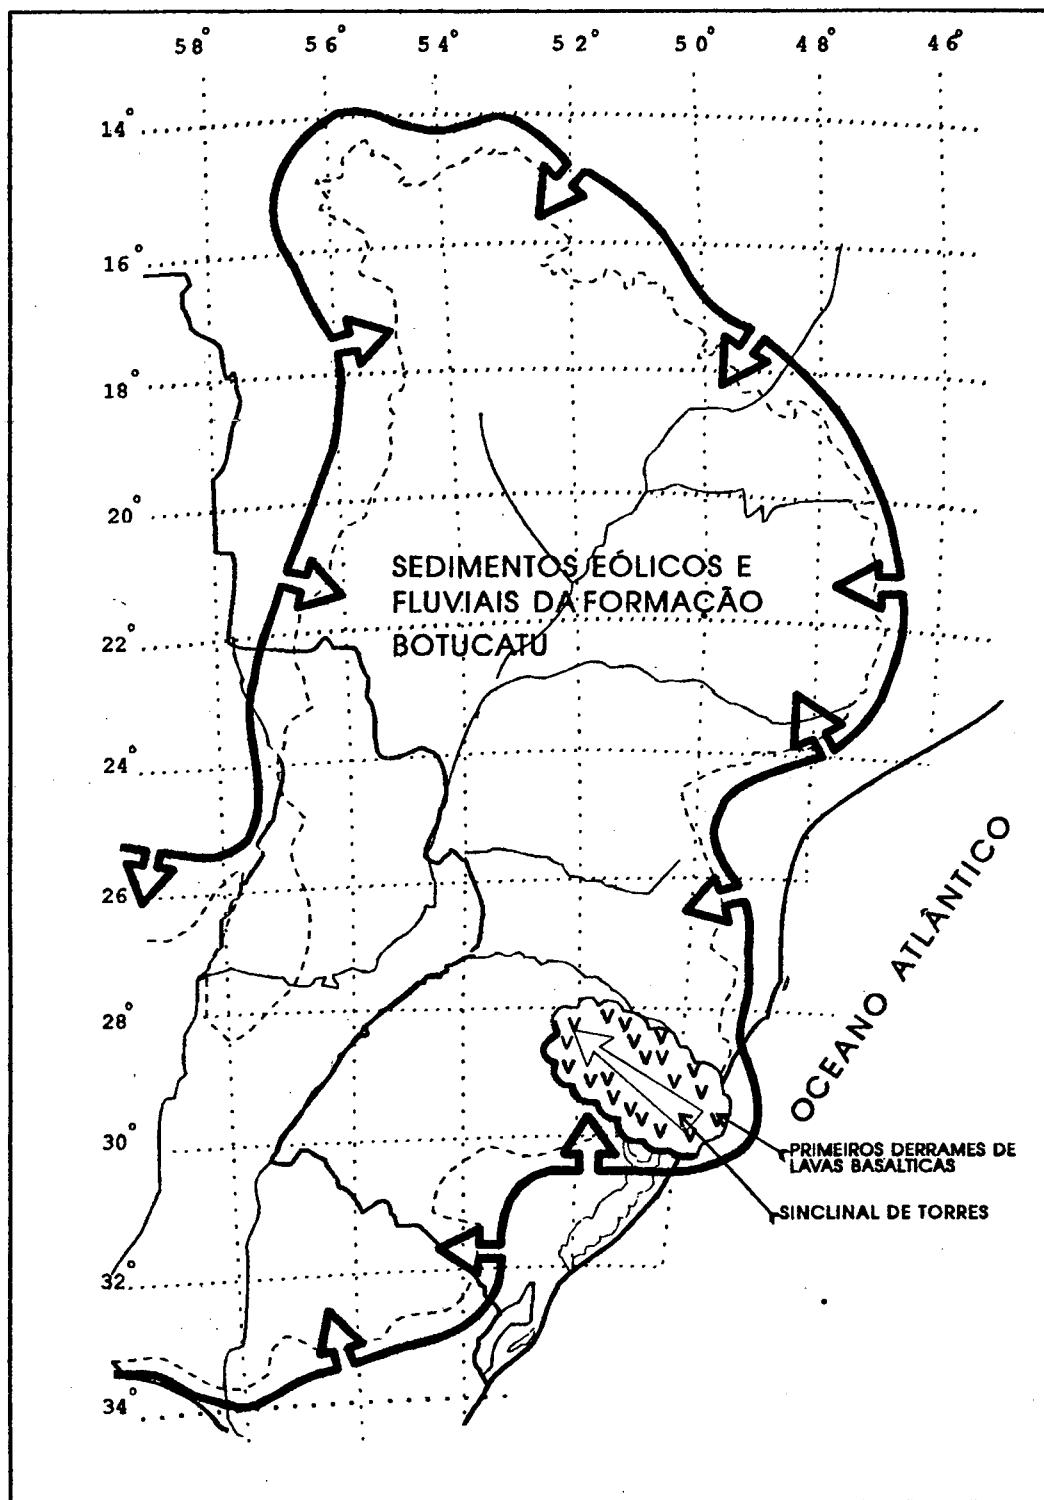 58° 56° 54° 52° 50° 48° 46°
14°
16°
18°
20°
22°
24°
26°
28°
30°
32°
34°
SEDIMENTOS EÓLICOS E
FLUVIAIS DA FORMAÇÃO
BOTUCATU
OCEANO ATLÂNTICO
PRIMEIROS DERRAMES DE
LAVAS BASALTICAS
SINCLINAL DE TORRES
V V V V V V V V V V V V V V V V V V V V V V V V